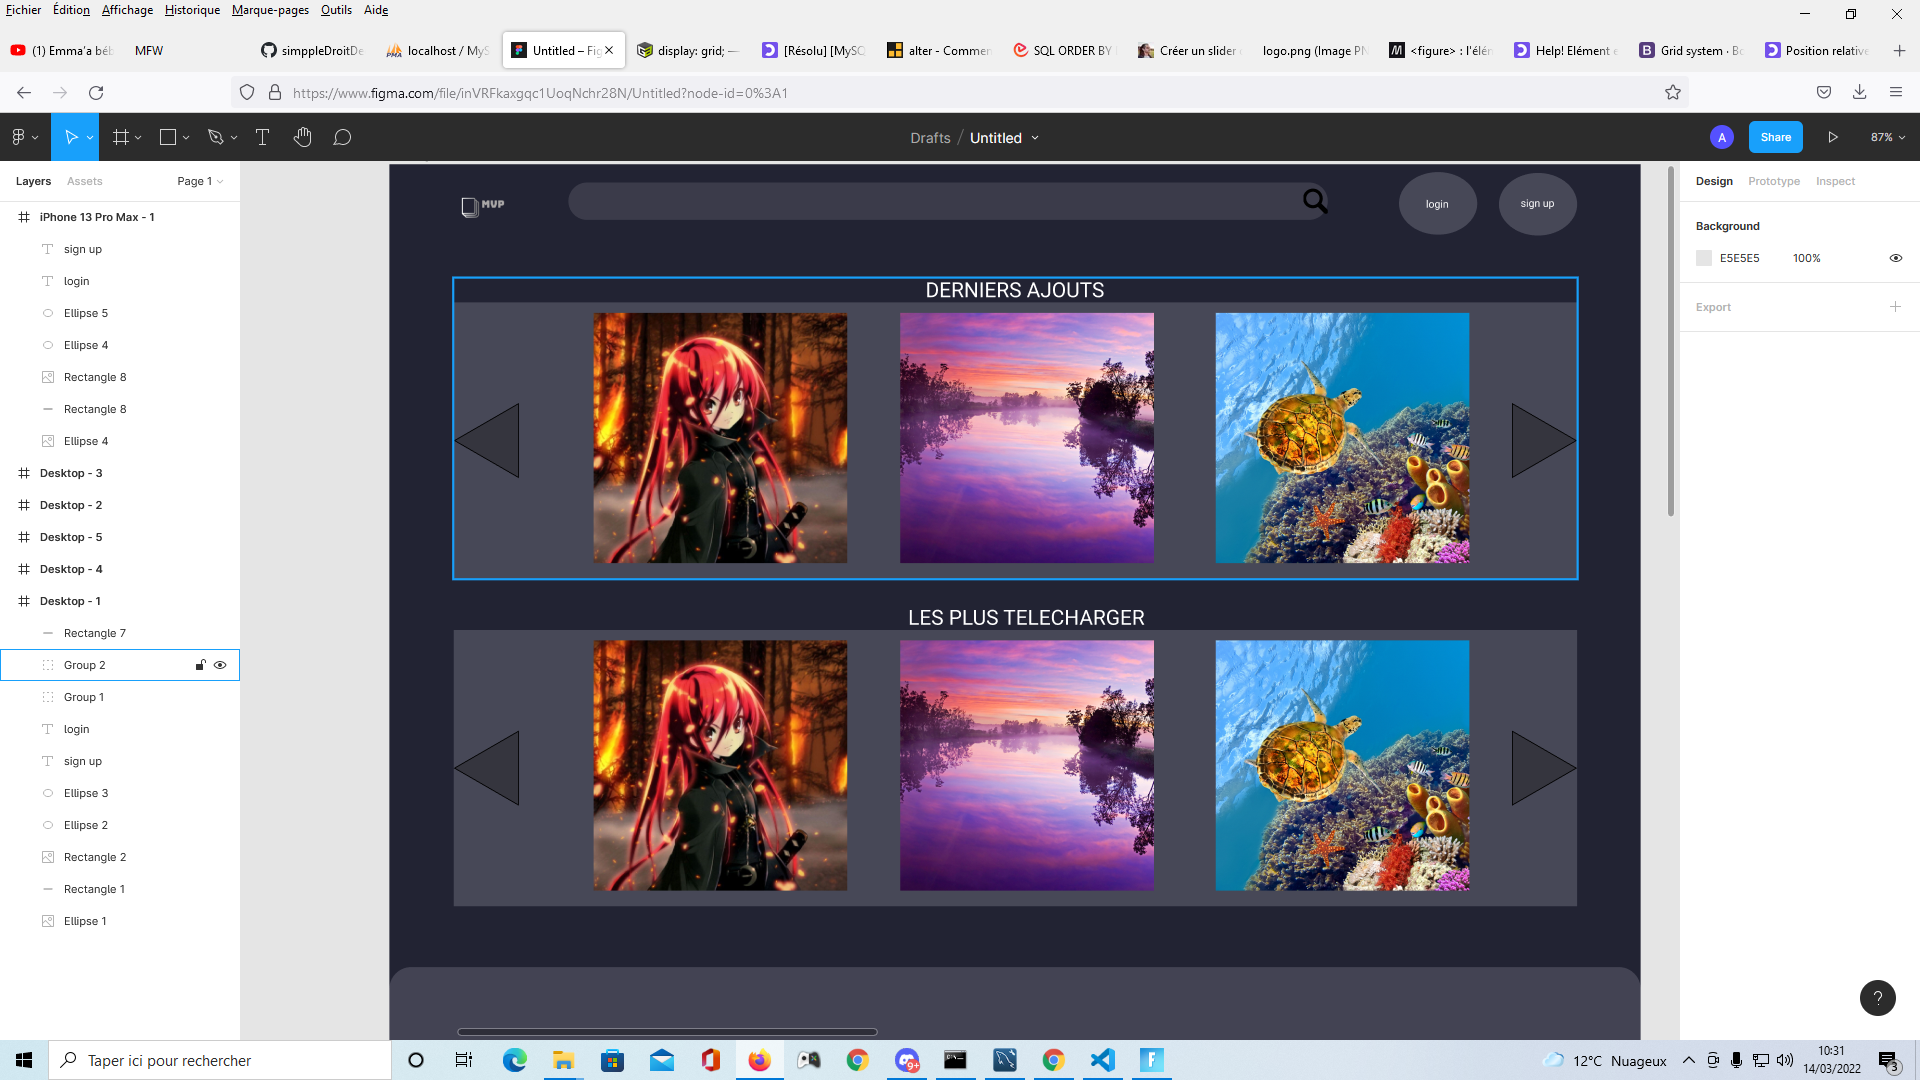 Fichier Édition Affichage Historique Marque-pages Outils Aide
(1) Emma'a béb
MFW
simppleDroitDe
localhost / MyS
Untitled – Fig
display: grid; —
[Résolu] [MySQ
alter - Commen
SQL ORDER BY
Créer un slider
logo.png (Image PN
<figure> : l'élém
Help! Elément e
Grid system · Bo
Position relative
https://www.figma.com/file/inVRFkaxgqc1UoqNchr28N/Untitled?node-id=0%3A1
Drafts / Untitled
A
Share
87%
Layers Assets Page 1
iPhone 13 Pro Max - 1
sign up
login
Ellipse 5
Ellipse 4
Rectangle 8
Rectangle 8
Ellipse 4
Desktop - 3
Desktop - 2
Desktop - 5
Desktop - 4
Desktop - 1
Rectangle 7
Group 2
Group 1
login
sign up
Ellipse 3
Ellipse 2
Rectangle 2
Rectangle 1
Ellipse 1
MVP
login
sign up
DERNIERS AJOUTS
LES PLUS TELECHARGER
Design Prototype Inspect
Background
E5E5E5 100%
Export
?
Taper ici pour rechercher
9+
12°C Nuageux
10:31
14/03/2022
3